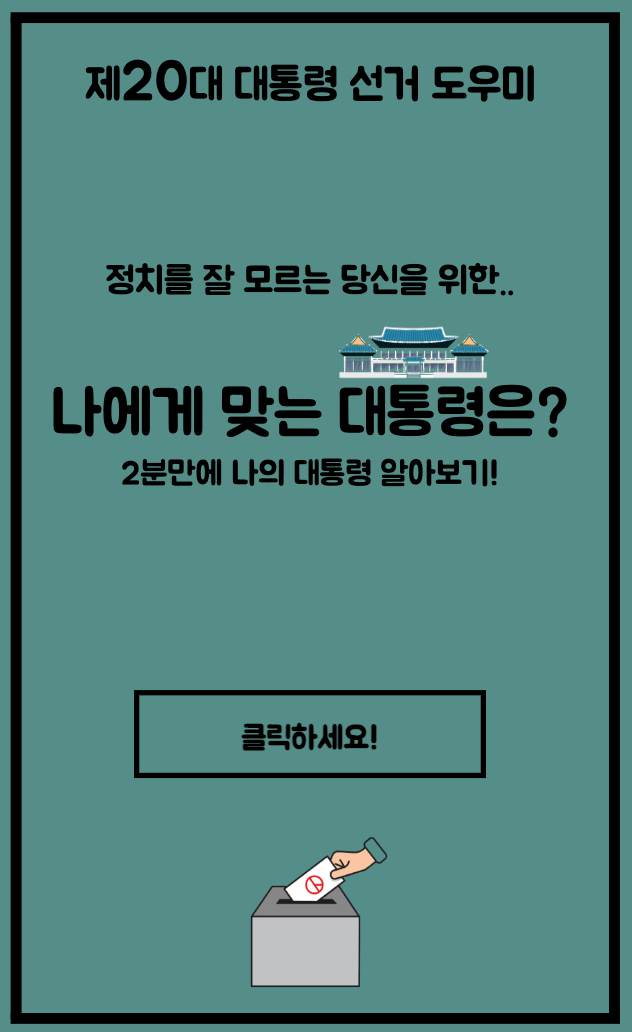 제20대 대통령 선거 도우미
정치를 잘 모르는 당신을 위한..
나에게 맞는 대통령은?
2분만에 나의 대통령 알아보기!
클릭하세요!